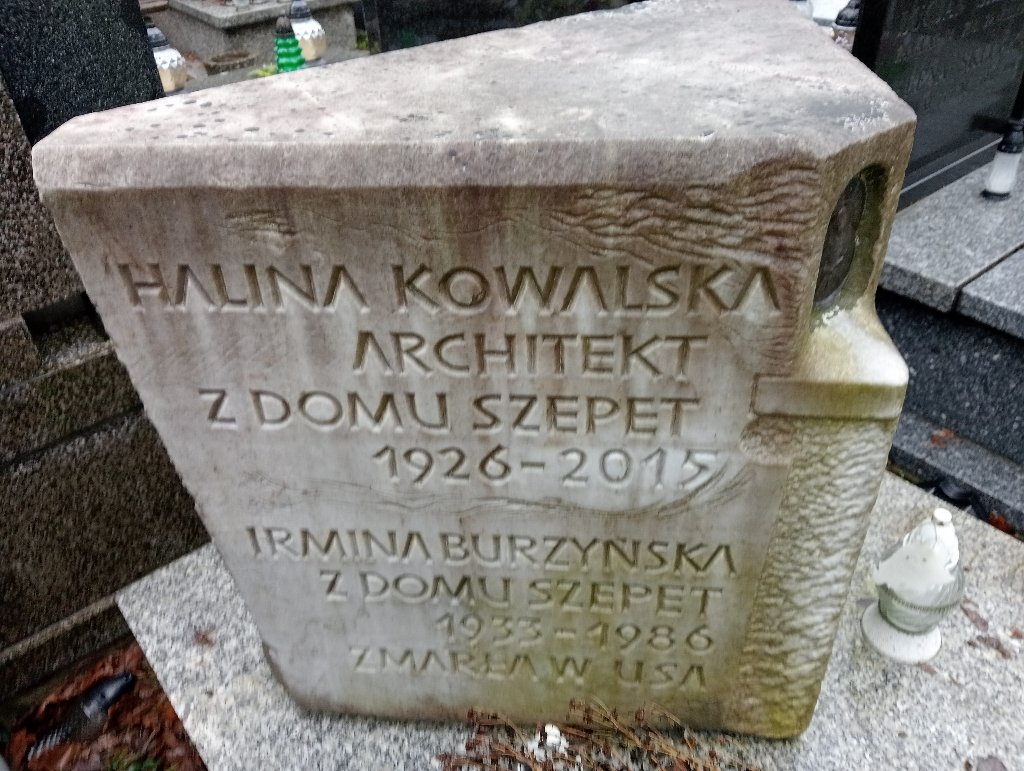 HALINA KOWALSKA
ARCHITEKT
Z DOMU SZEPET
1926-2015
IRMINA BURZYŃSKA
Z DOMU SZEPET
1933-1986
ZMARŁA W USA